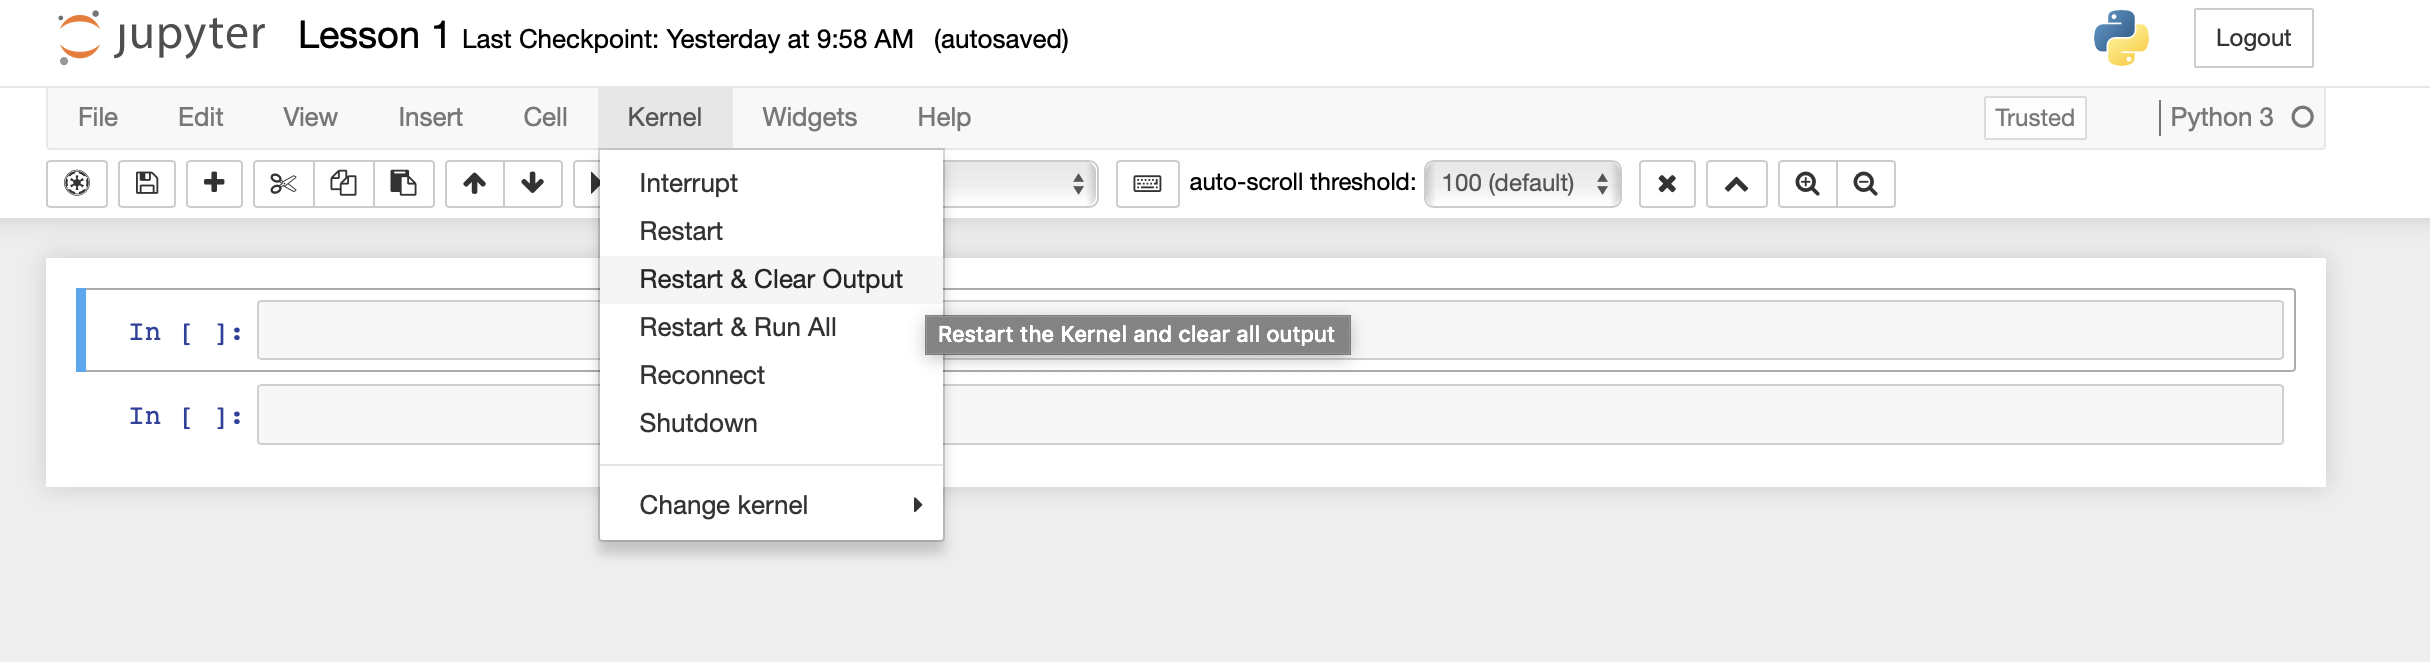 jupyter Lesson 1 Last Checkpoint: Yesterday at 9:58 AM (autosaved)
Logout
File Edit View Insert Cell Kernel Widgets Help
Trusted
Python 3
auto-scroll threshold: 100 (default)
Interrupt
Restart
Restart & Clear Output
Restart & Run All
Restart the Kernel and clear all output
Reconnect
Shutdown
Change kernel
In [ ]:
In [ ]: